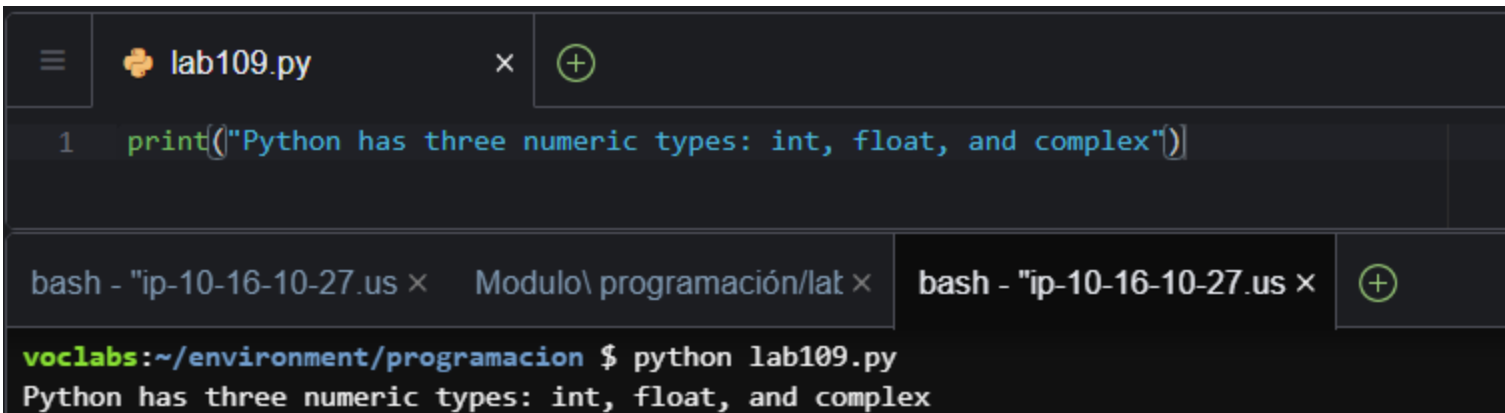 lab109.py ×
1 print("Python has three numeric types: int, float, and complex")
bash - "ip-10-16-10-27.us × Modulo\ programación/lat × bash - "ip-10-16-10-27.us ×
voclabs:~/environment/programacion $ python lab109.py
Python has three numeric types: int, float, and complex